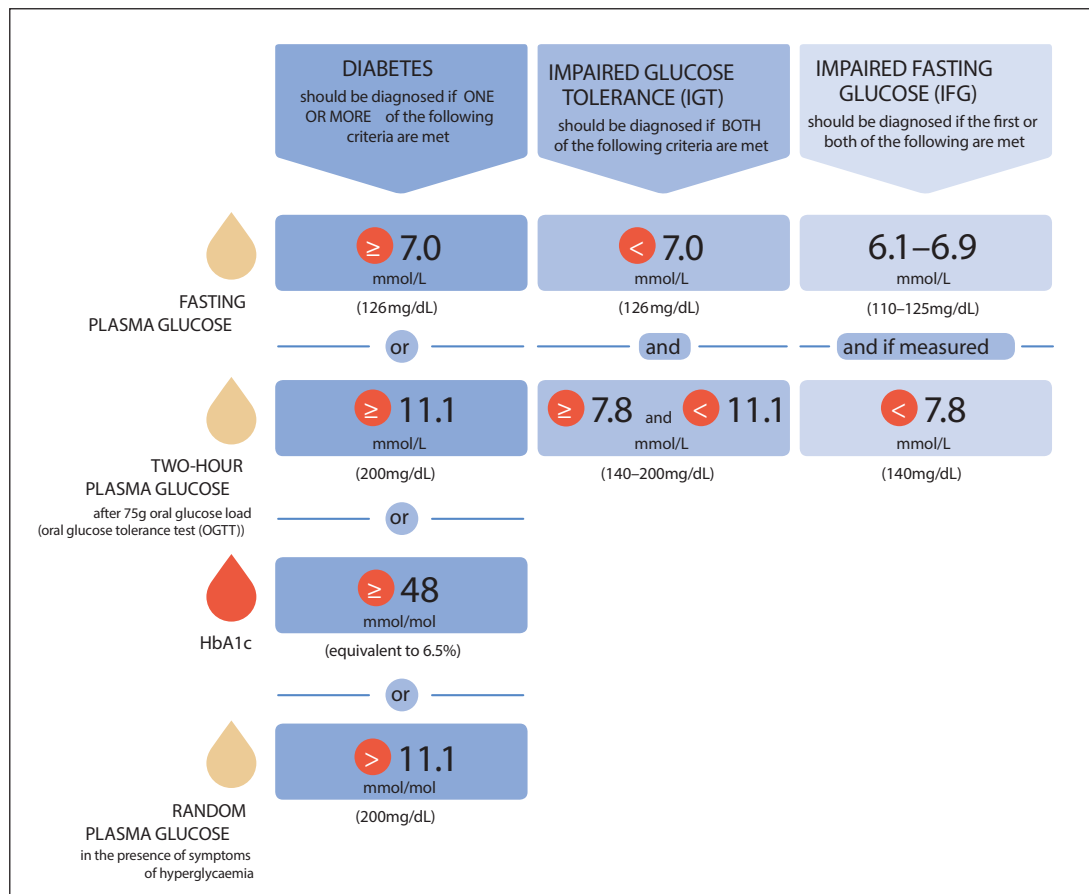 DIABETES
should be diagnosed if ONE
OR MORE of the following
criteria are met
IMPAIRED GLUCOSE
TOLERANCE (IGT)
should be diagnosed if BOTH
of the following criteria are met
IMPAIRED FASTING
GLUCOSE (IFG)
should be diagnosed if the first or
both of the following are met
FASTING
PLASMA GLUCOSE
≥ 7.0
mmol/L
(126mg/dL)
< 7.0
mmol/L
(126mg/dL)
6.1–6.9
mmol/L
(110–125mg/dL)
or
and
and if measured
TWO-HOUR
PLASMA GLUCOSE
after 75g oral glucose load
(oral glucose tolerance test (OGTT))
≥ 11.1
mmol/L
(200mg/dL)
≥ 7.8 and < 11.1
mmol/L
(140–200mg/dL)
< 7.8
mmol/L
(140mg/dL)
or
HbA1c
≥ 48
mmol/mol
(equivalent to 6.5%)
or
RANDOM
PLASMA GLUCOSE
in the presence of symptoms
of hyperglycaemia
> 11.1
mmol/mol
(200mg/dL)